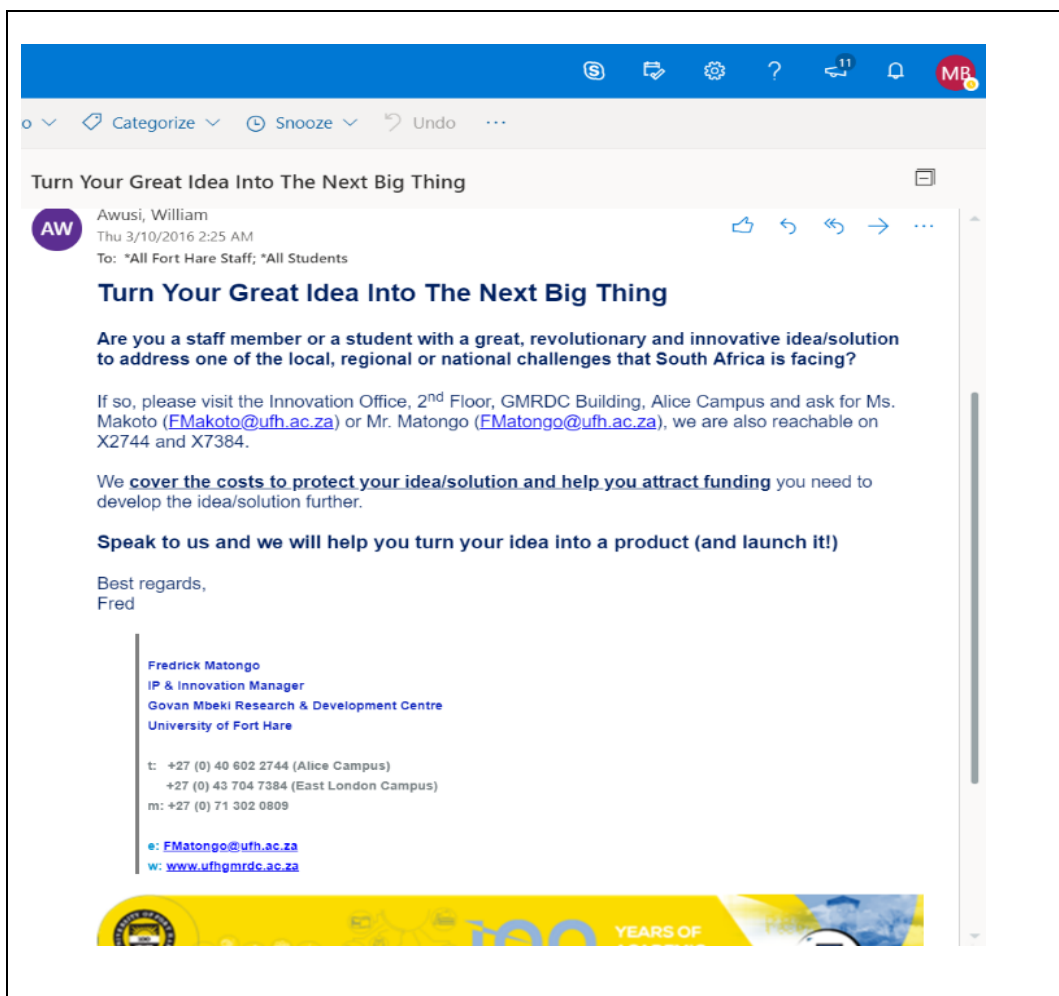 11
MB
o
Categorize
Snooze
Undo
...
Turn Your Great Idea Into The Next Big Thing
AW
Awusi, William
Thu 3/10/2016 2:25 AM
To: *All Fort Hare Staff; *All Students
Turn Your Great Idea Into The Next Big Thing
Are you a staff member or a student with a great, revolutionary and innovative idea/solution
to address one of the local, regional or national challenges that South Africa is facing?
If so, please visit the Innovation Office, 2nd Floor, GMRDC Building, Alice Campus and ask for Ms.
Makoto (FMakoto@ufh.ac.za) or Mr. Matongo (FMatongo@ufh.ac.za), we are also reachable on
X2744 and X7384.
We cover the costs to protect your idea/solution and help you attract funding you need to
develop the idea/solution further.
Speak to us and we will help you turn your idea into a product (and launch it!)
Best regards,
Fred
Fredrick Matongo
IP & Innovation Manager
Govan Mbeki Research & Development Centre
University of Fort Hare
t: +27 (0) 40 602 2744 (Alice Campus)
+27 (0) 43 704 7384 (East London Campus)
m: +27 (0) 71 302 0809
e: FMatongo@ufh.ac.za
w: www.ufhgmrdc.ac.za
100
YEARS OF